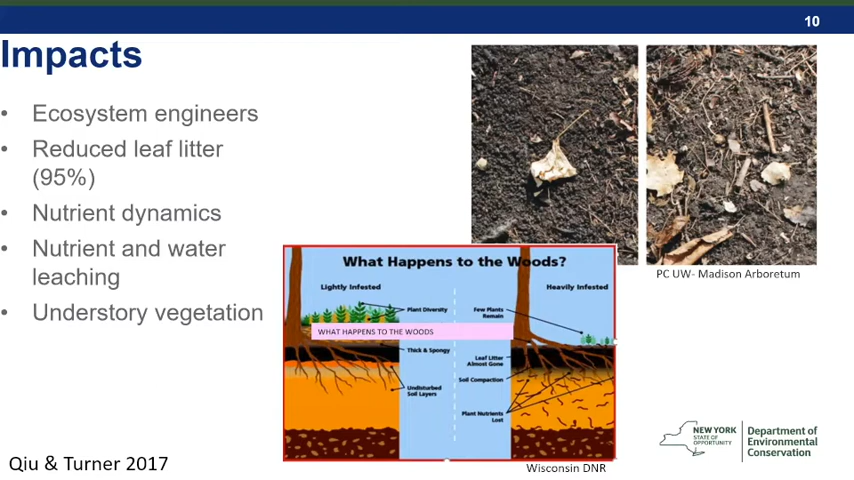 10
Impacts
• Ecosystem engineers
• Reduced leaf litter
(95%)
• Nutrient dynamics
• Nutrient and water
leaching
• Understory vegetation
PC UW- Madison Arboretum
What Happens to the Woods?
Lightly Infested
Heavily Infested
Plant Diversity
Few Plants
Remain
WHAT HAPPENS TO THE WOODS
Thick & Spongy
Leaf Litter
Almost Gone
Soil Compaction
Undisturbed
Soil Layers
Plant Nutrients
Lost
Wisconsin DNR
Qiu & Turner 2017
NEW YORK
STATE OF
OPPORTUNITY
Department of
Environmental
Conservation